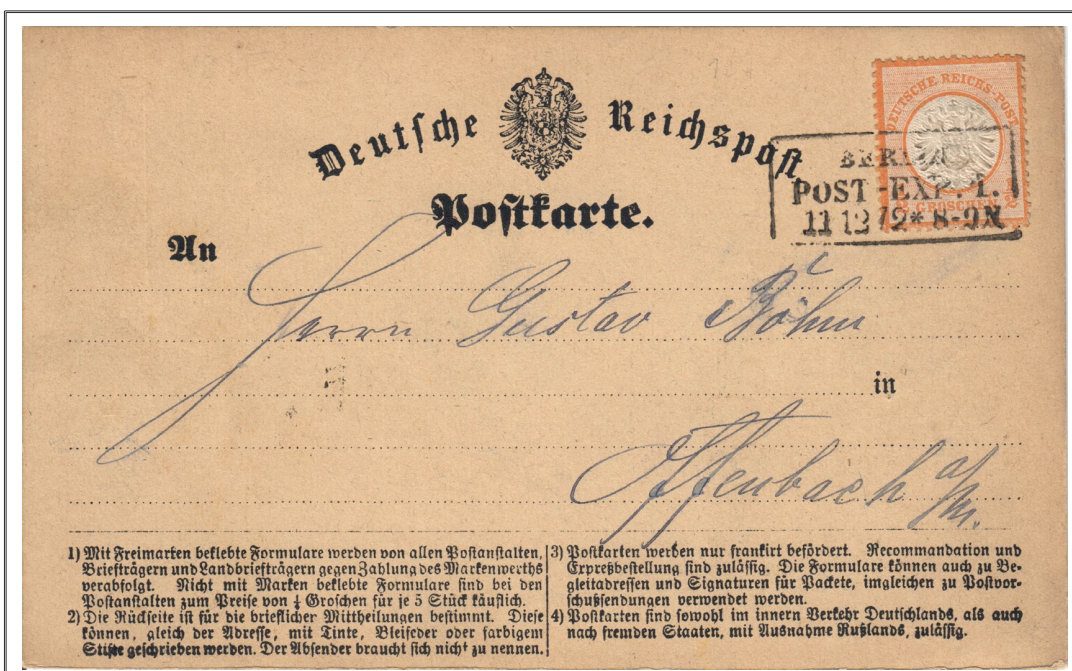 Deutsche Reichspost
DEUTSCHE REICHS-POST
GROSCHEN
Postkarte.
BERLIN
POST-EXP. 1.
11 12 72 * 8-9N
An
Herrn Gustav Böhm
in
Offenbach a/M.
1) Mit Freimarken beklebte Formulare werden von allen Postanstalten,
Briefträgern und Landbriefträgern gegen Zahlung des Markenwerths
verabfolgt. Nicht mit Marken beklebte Formulare sind bei den
Postanstalten zum Preise von ¼ Groschen für je 5 Stück käuflich.
2) Die Rückseite ist für die brieflicher Mittheilungen bestimmt. Diese
können, gleich der Adresse, mit Tinte, Bleifeder oder farbigem
Stifte geschrieben werden. Der Absender braucht sich nicht zu nennen.
3) Postkarten werden nur frankirt befördert. Recommandation und
Expreßbestellung sind zulässig. Die Formulare können auch zu Be-
gleitadressen und Signaturen für Packete, imgleichen zu Postvor-
schußsendungen verwendet werden.
4) Postkarten sind sowohl im innern Verkehr Deutschlands, als auch
nach fremden Staaten, mit Ausnahme Rußlands, zulässig.